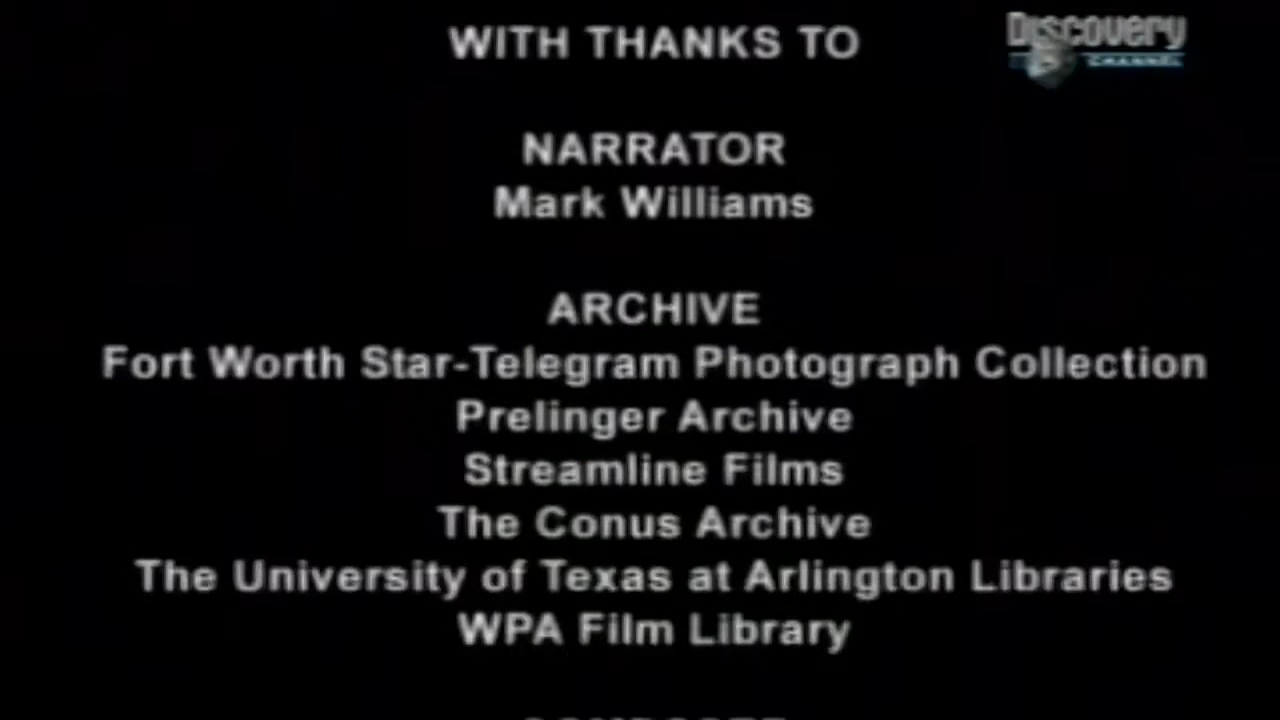 WITH THANKS TO
Discovery
CHANNEL
NARRATOR
Mark Williams
ARCHIVE
Fort Worth Star-Telegram Photograph Collection
Prelinger Archive
Streamline Films
The Conus Archive
The University of Texas at Arlington Libraries
WPA Film Library